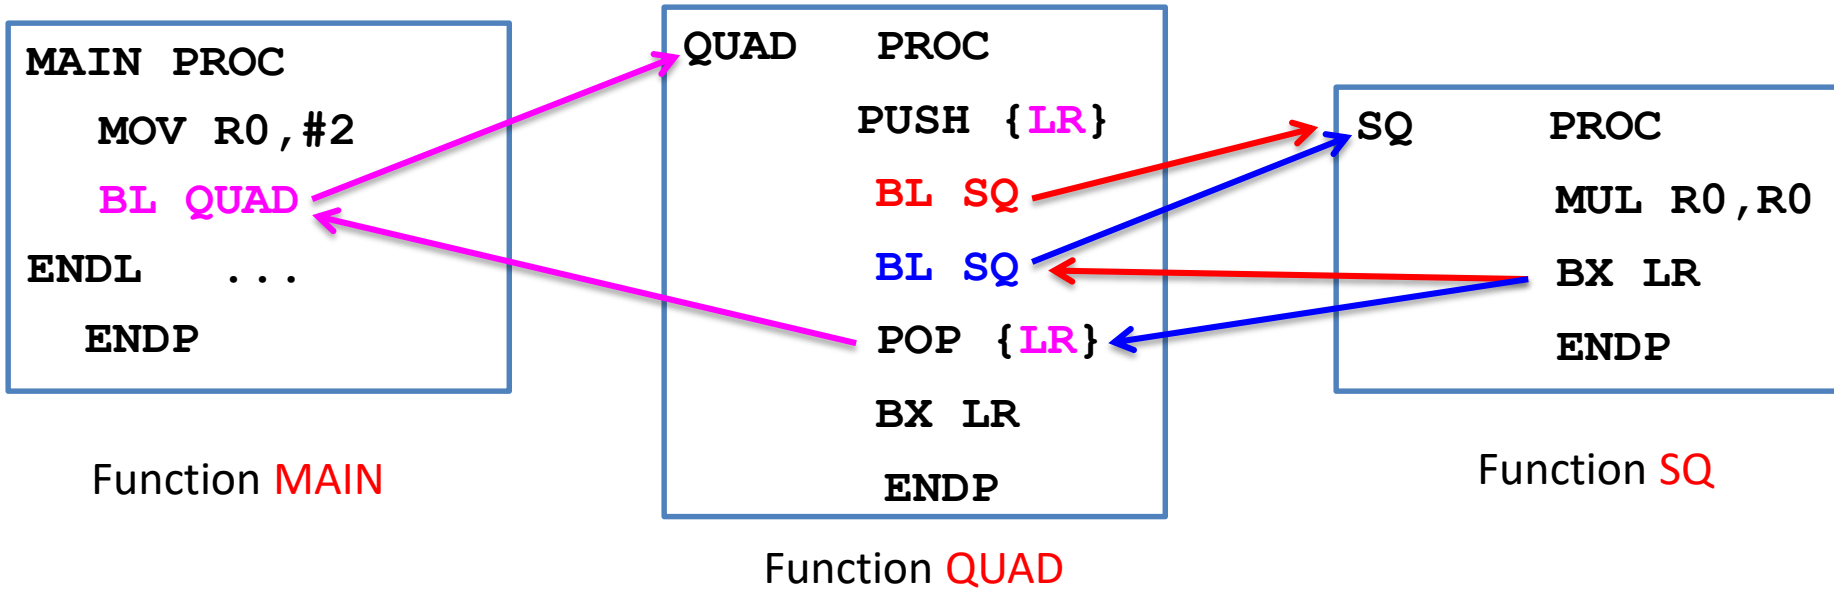 MAIN PROC
MOV R0,#2
BL QUAD
ENDL ...
ENDP
Function MAIN
QUAD PROC
PUSH {LR}
BL SQ
BL SQ
POP {LR}
BX LR
ENDP
Function QUAD
SQ PROC
MUL R0,R0
BX LR
ENDP
Function SQ